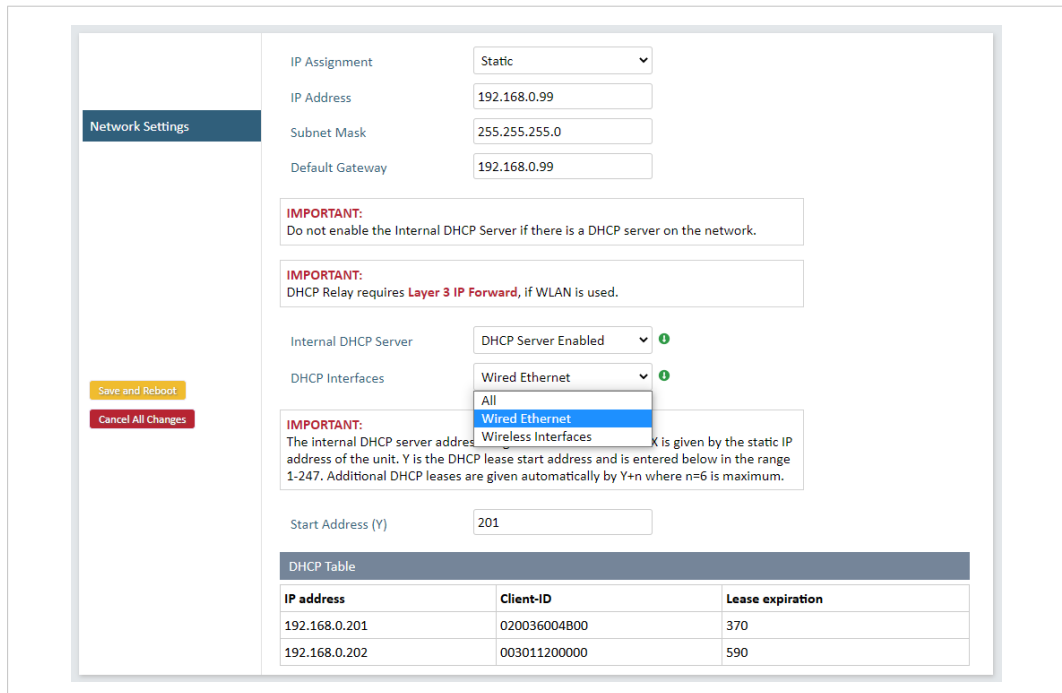 Network Settings
Save and Reboot
Cancel All Changes
IP Assignment
Static
IP Address
192.168.0.99
Subnet Mask
255.255.255.0
Default Gateway
192.168.0.99
IMPORTANT:
Do not enable the Internal DHCP Server if there is a DHCP server on the network.
IMPORTANT:
DHCP Relay requires Layer 3 IP Forward, if WLAN is used.
Internal DHCP Server
DHCP Server Enabled
DHCP Interfaces
Wired Ethernet
All
Wired Ethernet
Wireless Interfaces
IMPORTANT:
The internal DHCP server X is given by the static IP
address of the unit. Y is the DHCP lease start address and is entered below in the range
1-247. Additional DHCP leases are given automatically by Y+n where n=6 is maximum.
Start Address (Y)
201
DHCP Table
IP address Client-ID Lease expiration
192.168.0.201 020036004B00 370
192.168.0.202 003011200000 590